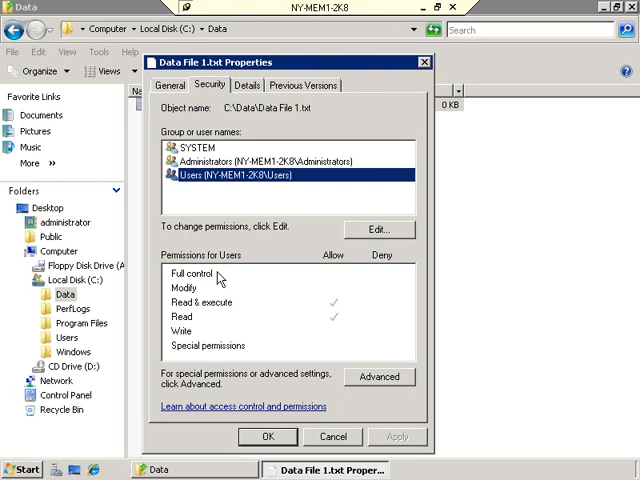 Data
NY-MEM1-2K8
Computer
Local Disk (C:)
Data
Search
File
Edit
View
Tools
Help
Organize
Views
Favorite Links
Documents
Pictures
Music
More »
Folders
Desktop
administrator
Public
Computer
Floppy Disk Drive (A
Local Disk (C:)
Data
PerfLogs
Program Files
Users
Windows
CD Drive (D:)
Network
Control Panel
Recycle Bin
Na
0 KB
Data File 1.txt Properties
General
Security
Details
Previous Versions
Object name: C:\Data\Data File 1.txt
Group or user names:
SYSTEM
Administrators (NY-MEM1-2K8\Administrators)
Users (NY-MEM1-2K8\Users)
To change permissions, click Edit.
Edit...
Permissions for Users Allow Deny
Full control
Modify
Read & execute
Read
Write
Special permissions
For special permissions or advanced settings,
click Advanced.
Advanced
Learn about access control and permissions
OK
Cancel
Apply
Start
Data
Data File 1.txt Proper...